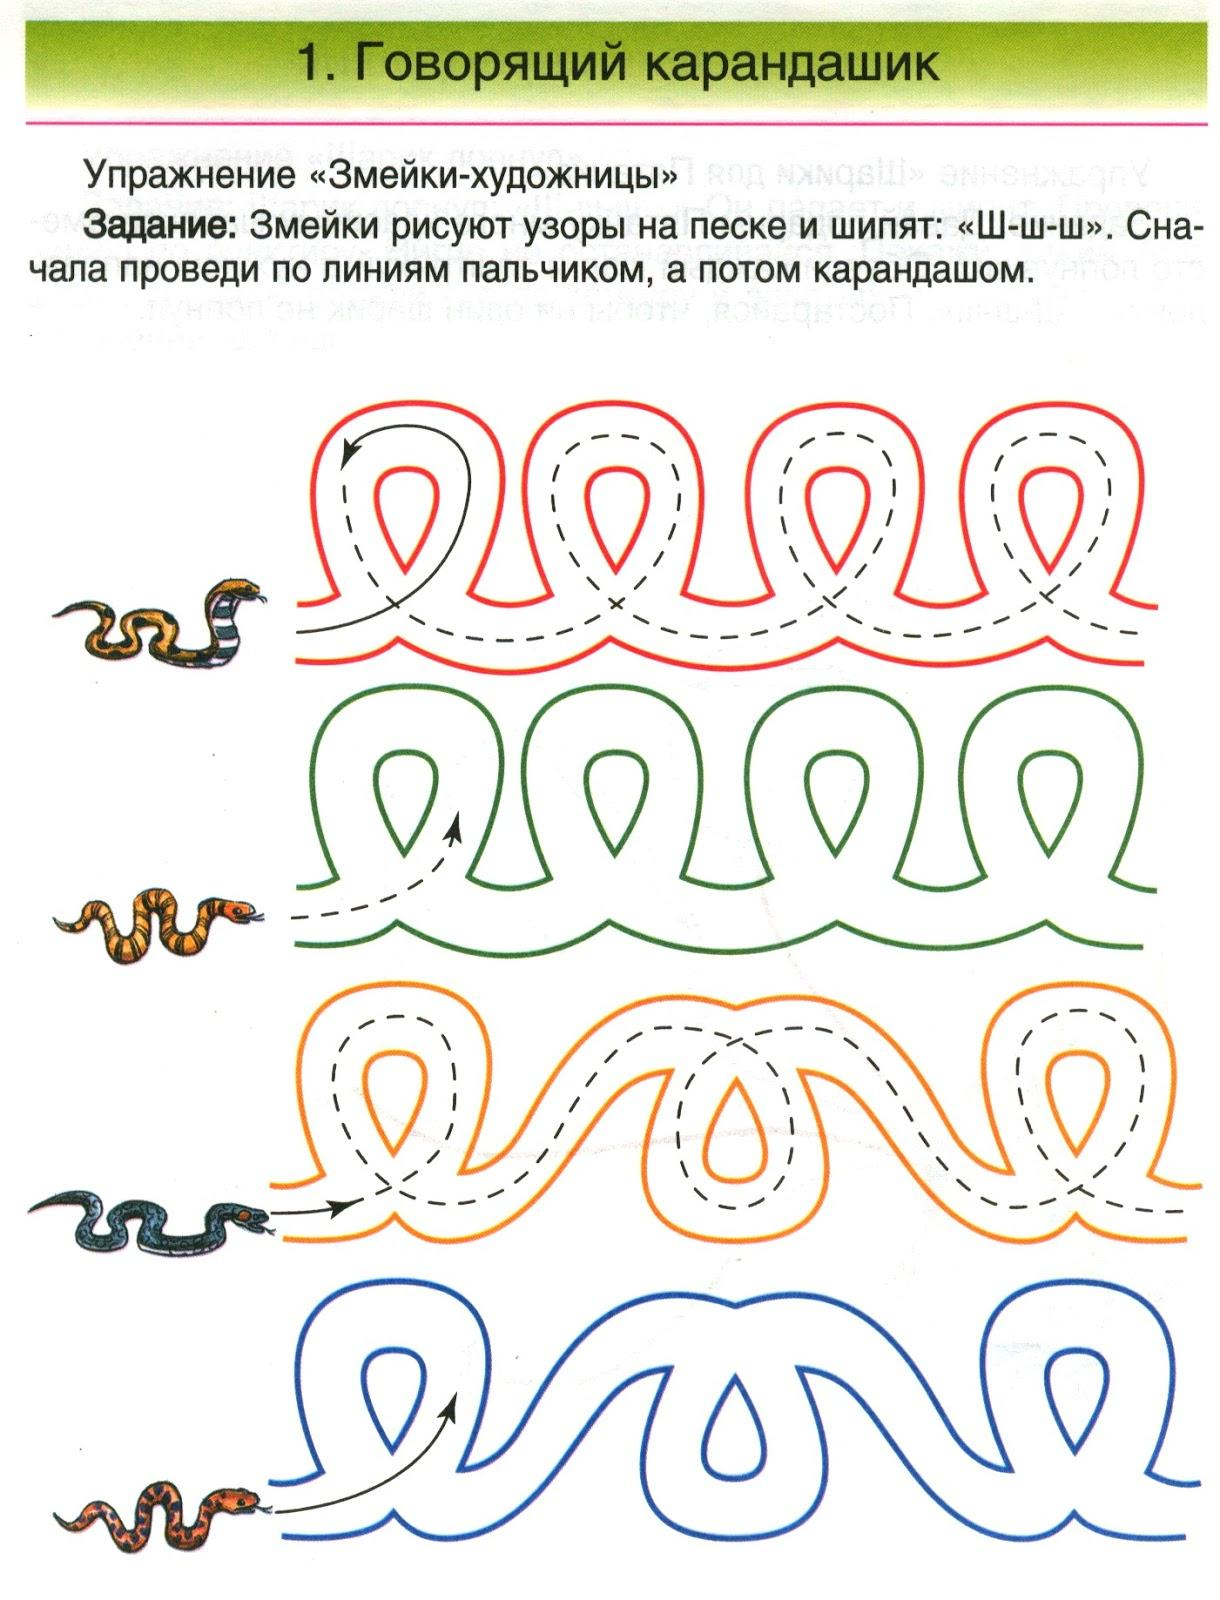 1. Говорящий карандашик
Упражнение «Змейки-художницы»
Задание: Змейки рисуют узоры на песке и шипят: «Ш-ш-ш». Сна-
чала проведи по линиям пальчиком, а потом карандашом.